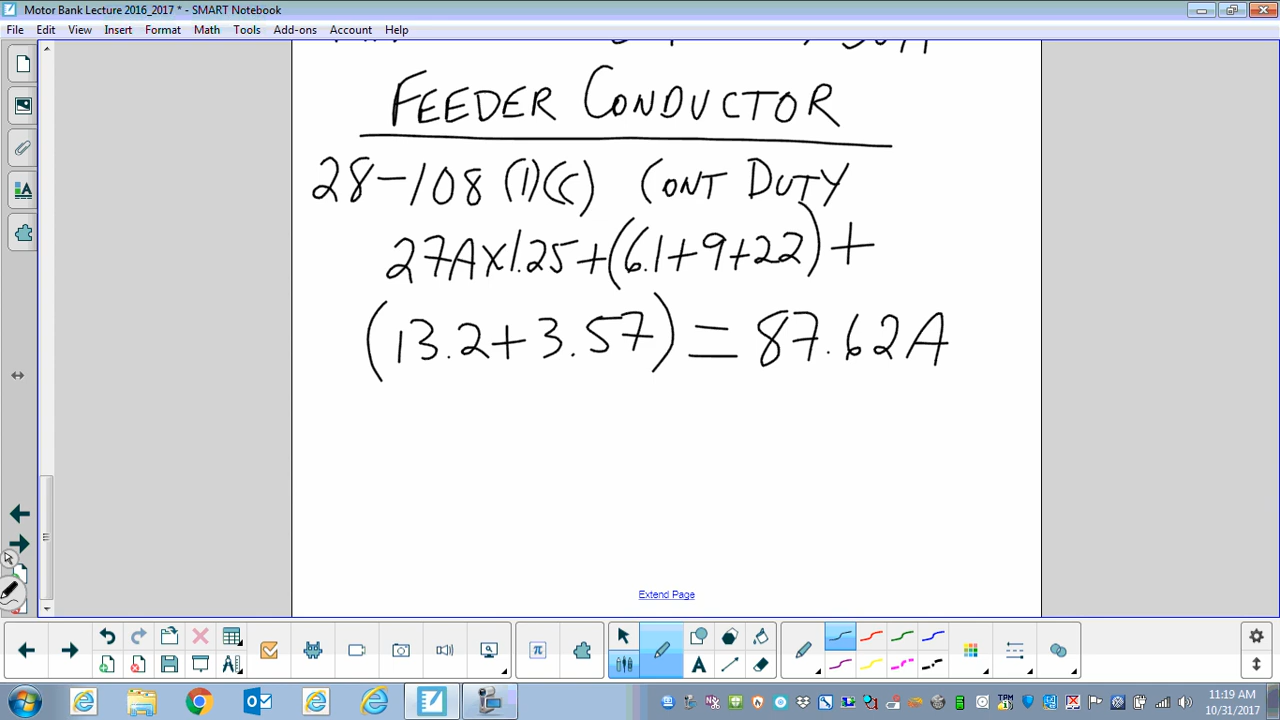 Motor Bank Lecture 2016_2017 * - SMART Notebook
File Edit View Insert Format Math Tools Add-ons Account Help
FEEDER CONDUCTOR
28-108 (1)(C) CONT DUTY
27A×1.25+(6.1+9+22)+
(13.2+3.57)=87.62A
Extend Page
11:19 AM
10/31/2017